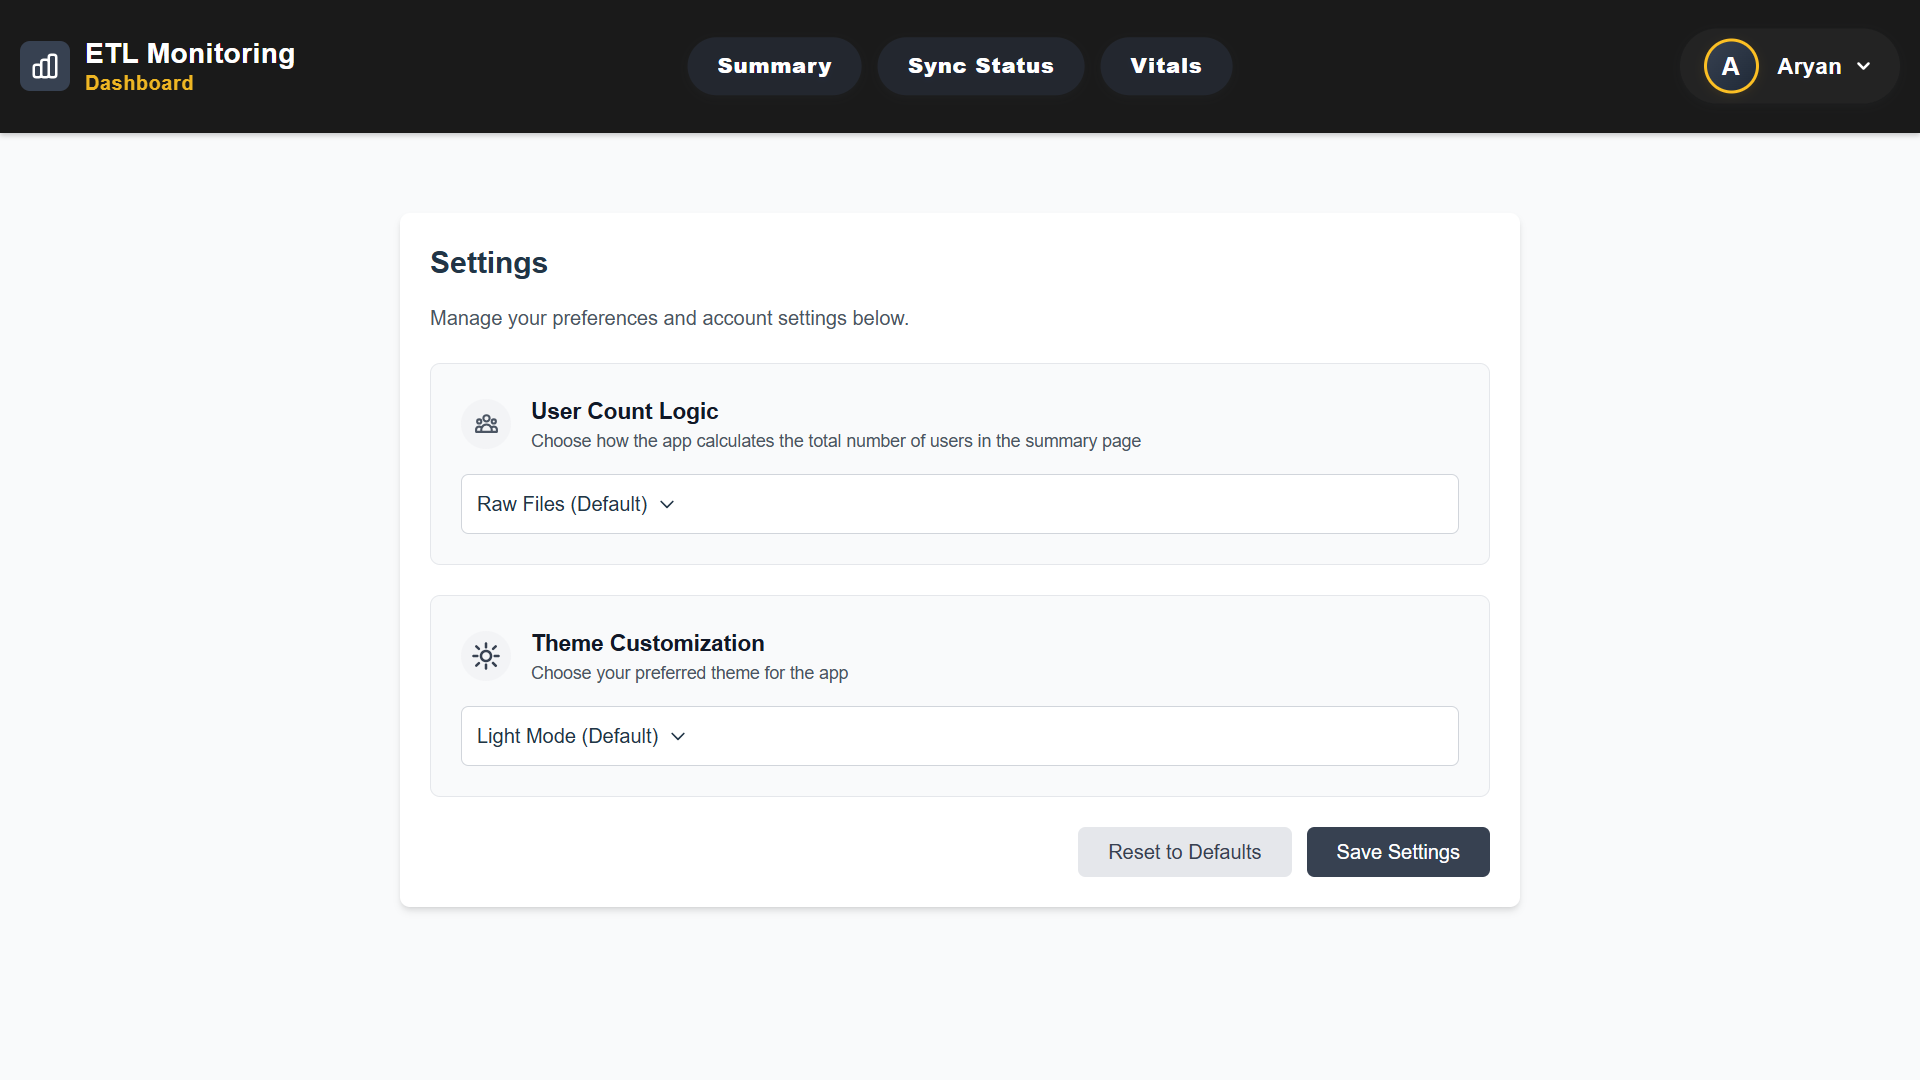 ETL Monitoring
Dashboard
Summary
Sync Status
Vitals
A
Aryan
Settings
Manage your preferences and account settings below.
User Count Logic
Choose how the app calculates the total number of users in the summary page
Raw Files (Default)
Theme Customization
Choose your preferred theme for the app
Light Mode (Default)
Reset to Defaults
Save Settings